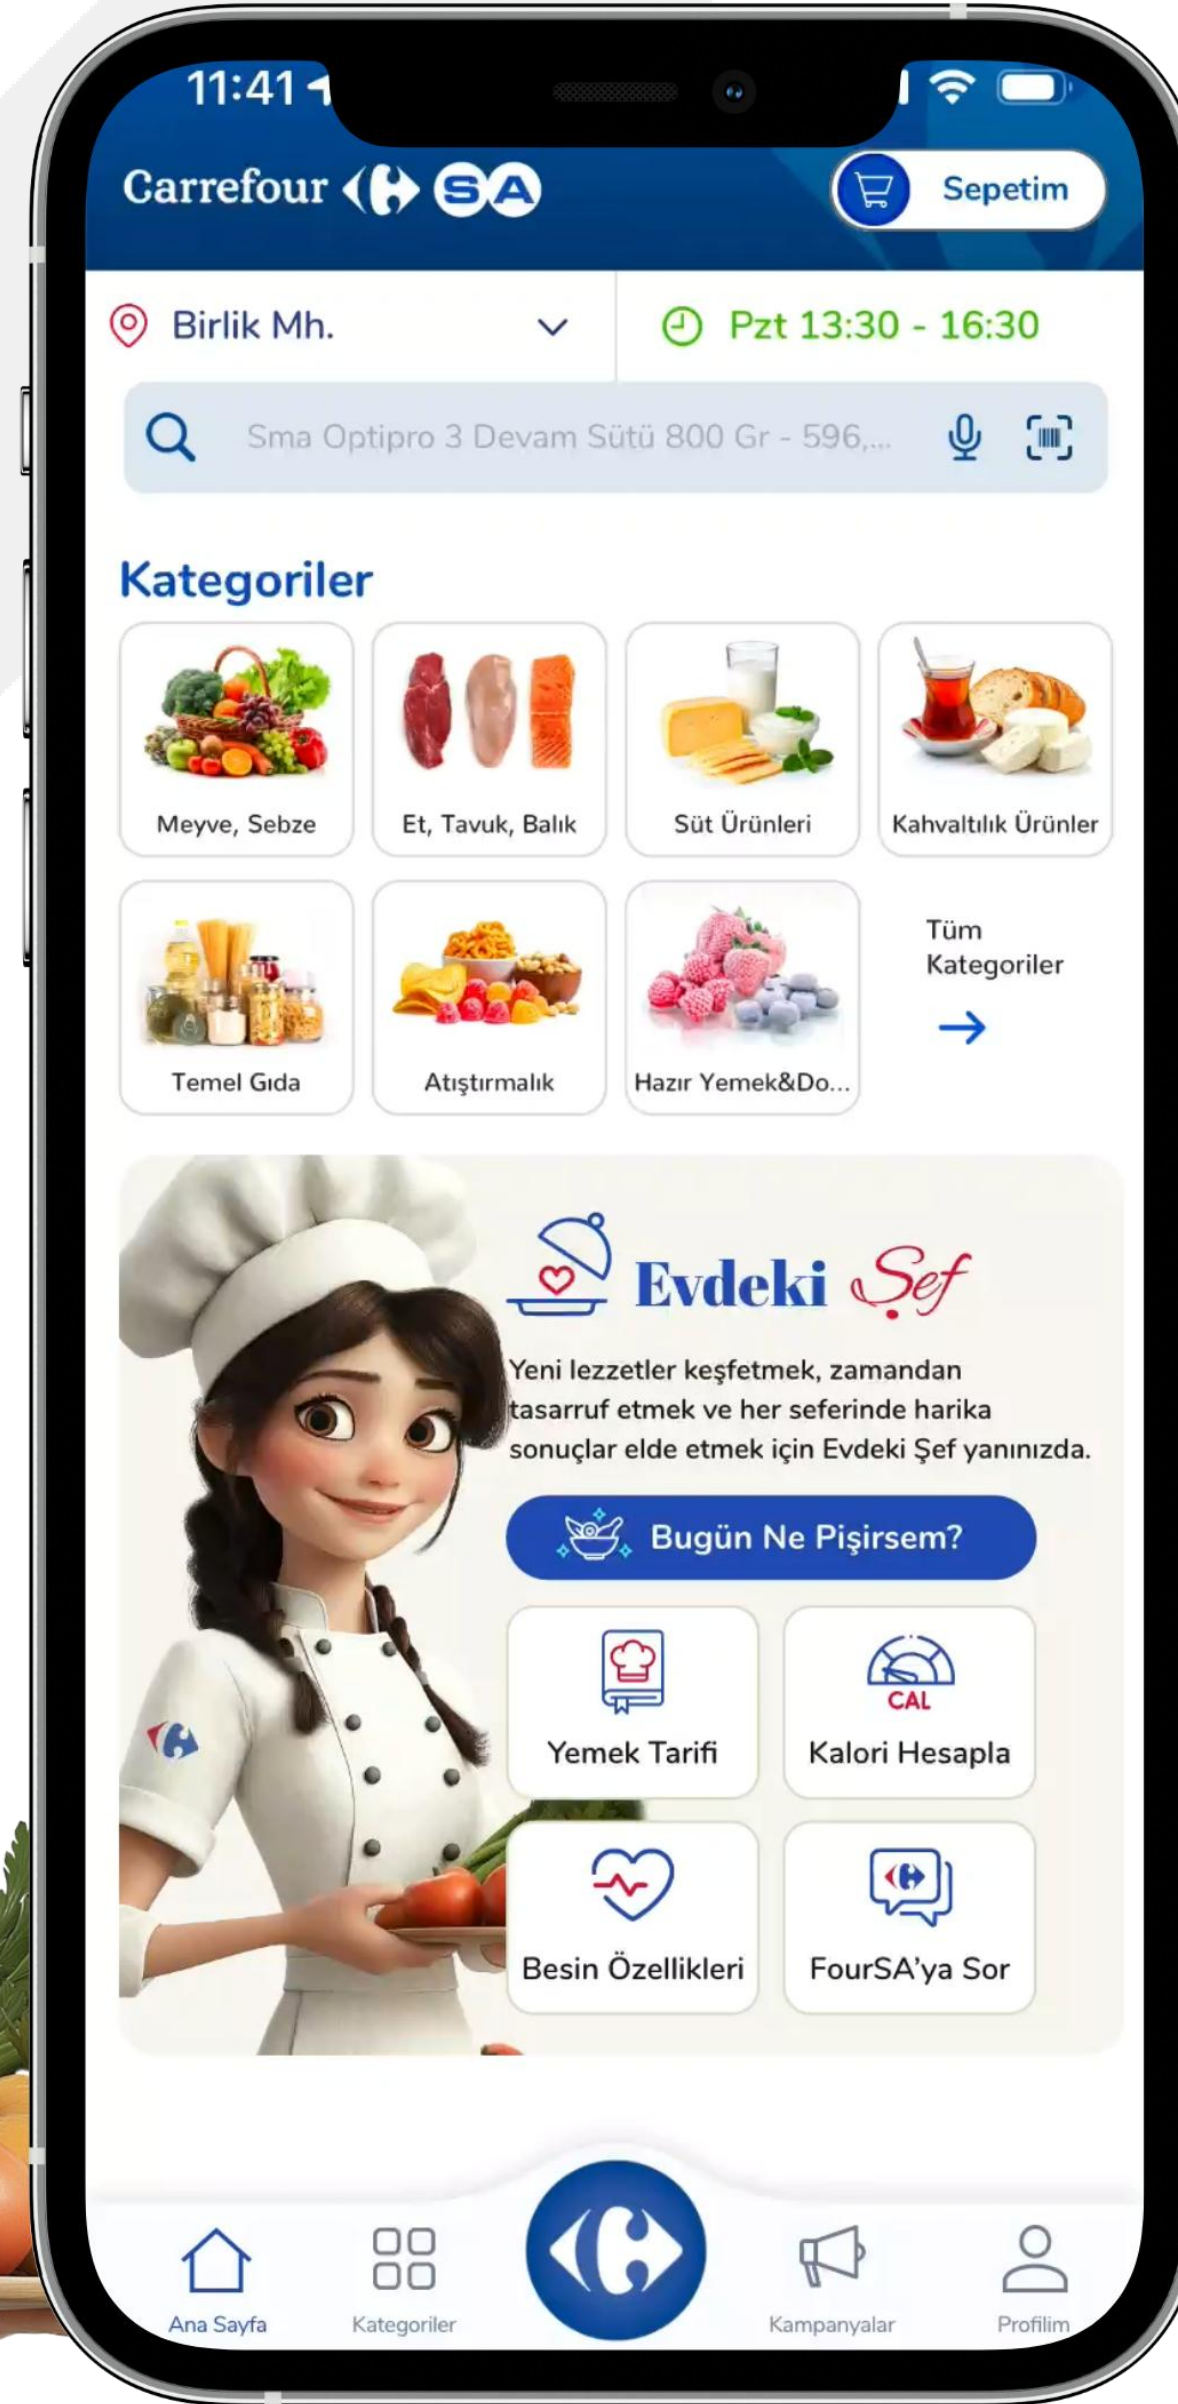 11:41
Carrefour SA
Sepetim
Birlik Mh.
Pzt 13:30 - 16:30
Sma Optipro 3 Devam Sütü 800 Gr - 596,...
Kategoriler
Meyve, Sebze
Et, Tavuk, Balık
Süt Ürünleri
Kahvaltılık Ürünler
Temel Gıda
Atıştırmalık
Hazır Yemek&Do...
Tüm
Kategoriler
Evdeki Şef
Yeni lezzetler keşfetmek, zamandan
tasarruf etmek ve her seferinde harika
sonuçlar elde etmek için Evdeki Şef yanınızda.
Bugün Ne Pişirsem?
CAL
Yemek Tarifi
Kalori Hesapla
Besin Özellikleri
FourSA'ya Sor
Ana Sayfa
Kategoriler
Kampanyalar
Profilim